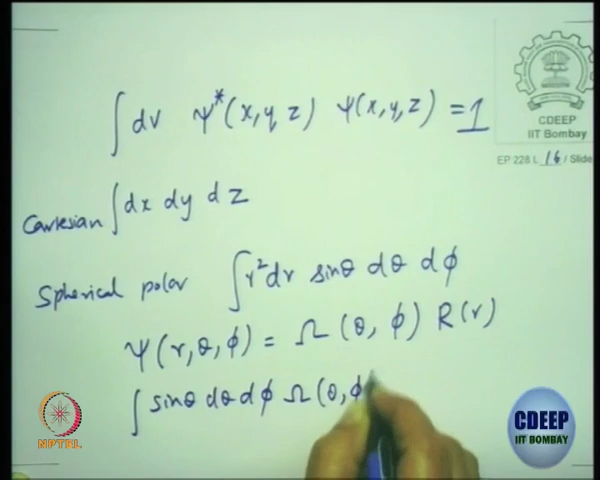 ∫ dv ψ*(x,y,z) ψ(x,y,z) = 1
CDEEP
IIT Bombay
EP 228 L 16 / Slide
Cartesian ∫ dx dy dz
Spherical polar ∫ r² dr sinθ dθ dϕ
ψ(r,θ,ϕ) = Ω(θ,ϕ) R(r)
∫ sinθ dθ dϕ Ω(θ,ϕ
NPTEL
CDEEP
IIT BOMBAY